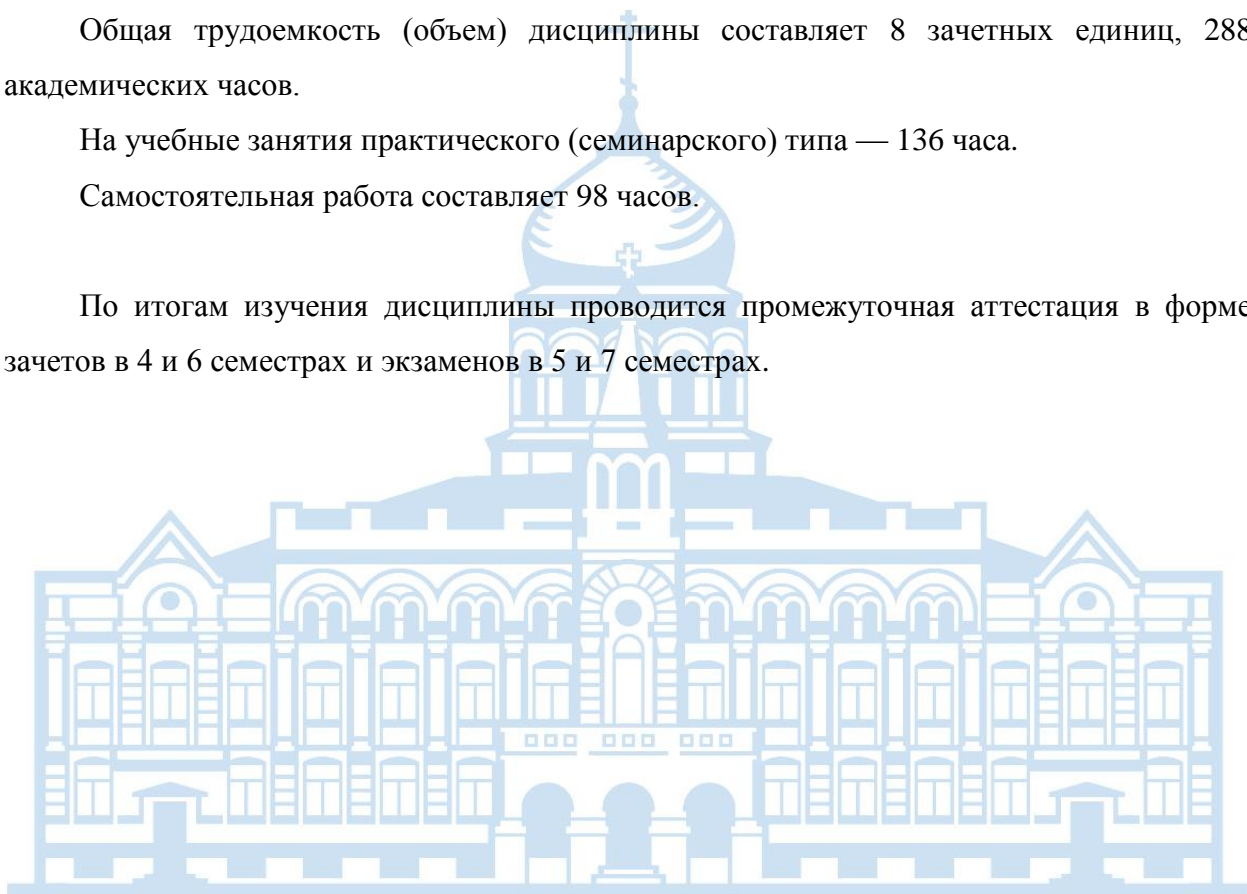 Общая трудоемкость (объем) дисциплины составляет 8 зачетных единиц, 288
академических часов.
На учебные занятия практического (семинарского) типа — 136 часа.
Самостоятельная работа составляет 98 часов.
По итогам изучения дисциплины проводится промежуточная аттестация в форме
зачетов в 4 и 6 семестрах и экзаменов в 5 и 7 семестрах.